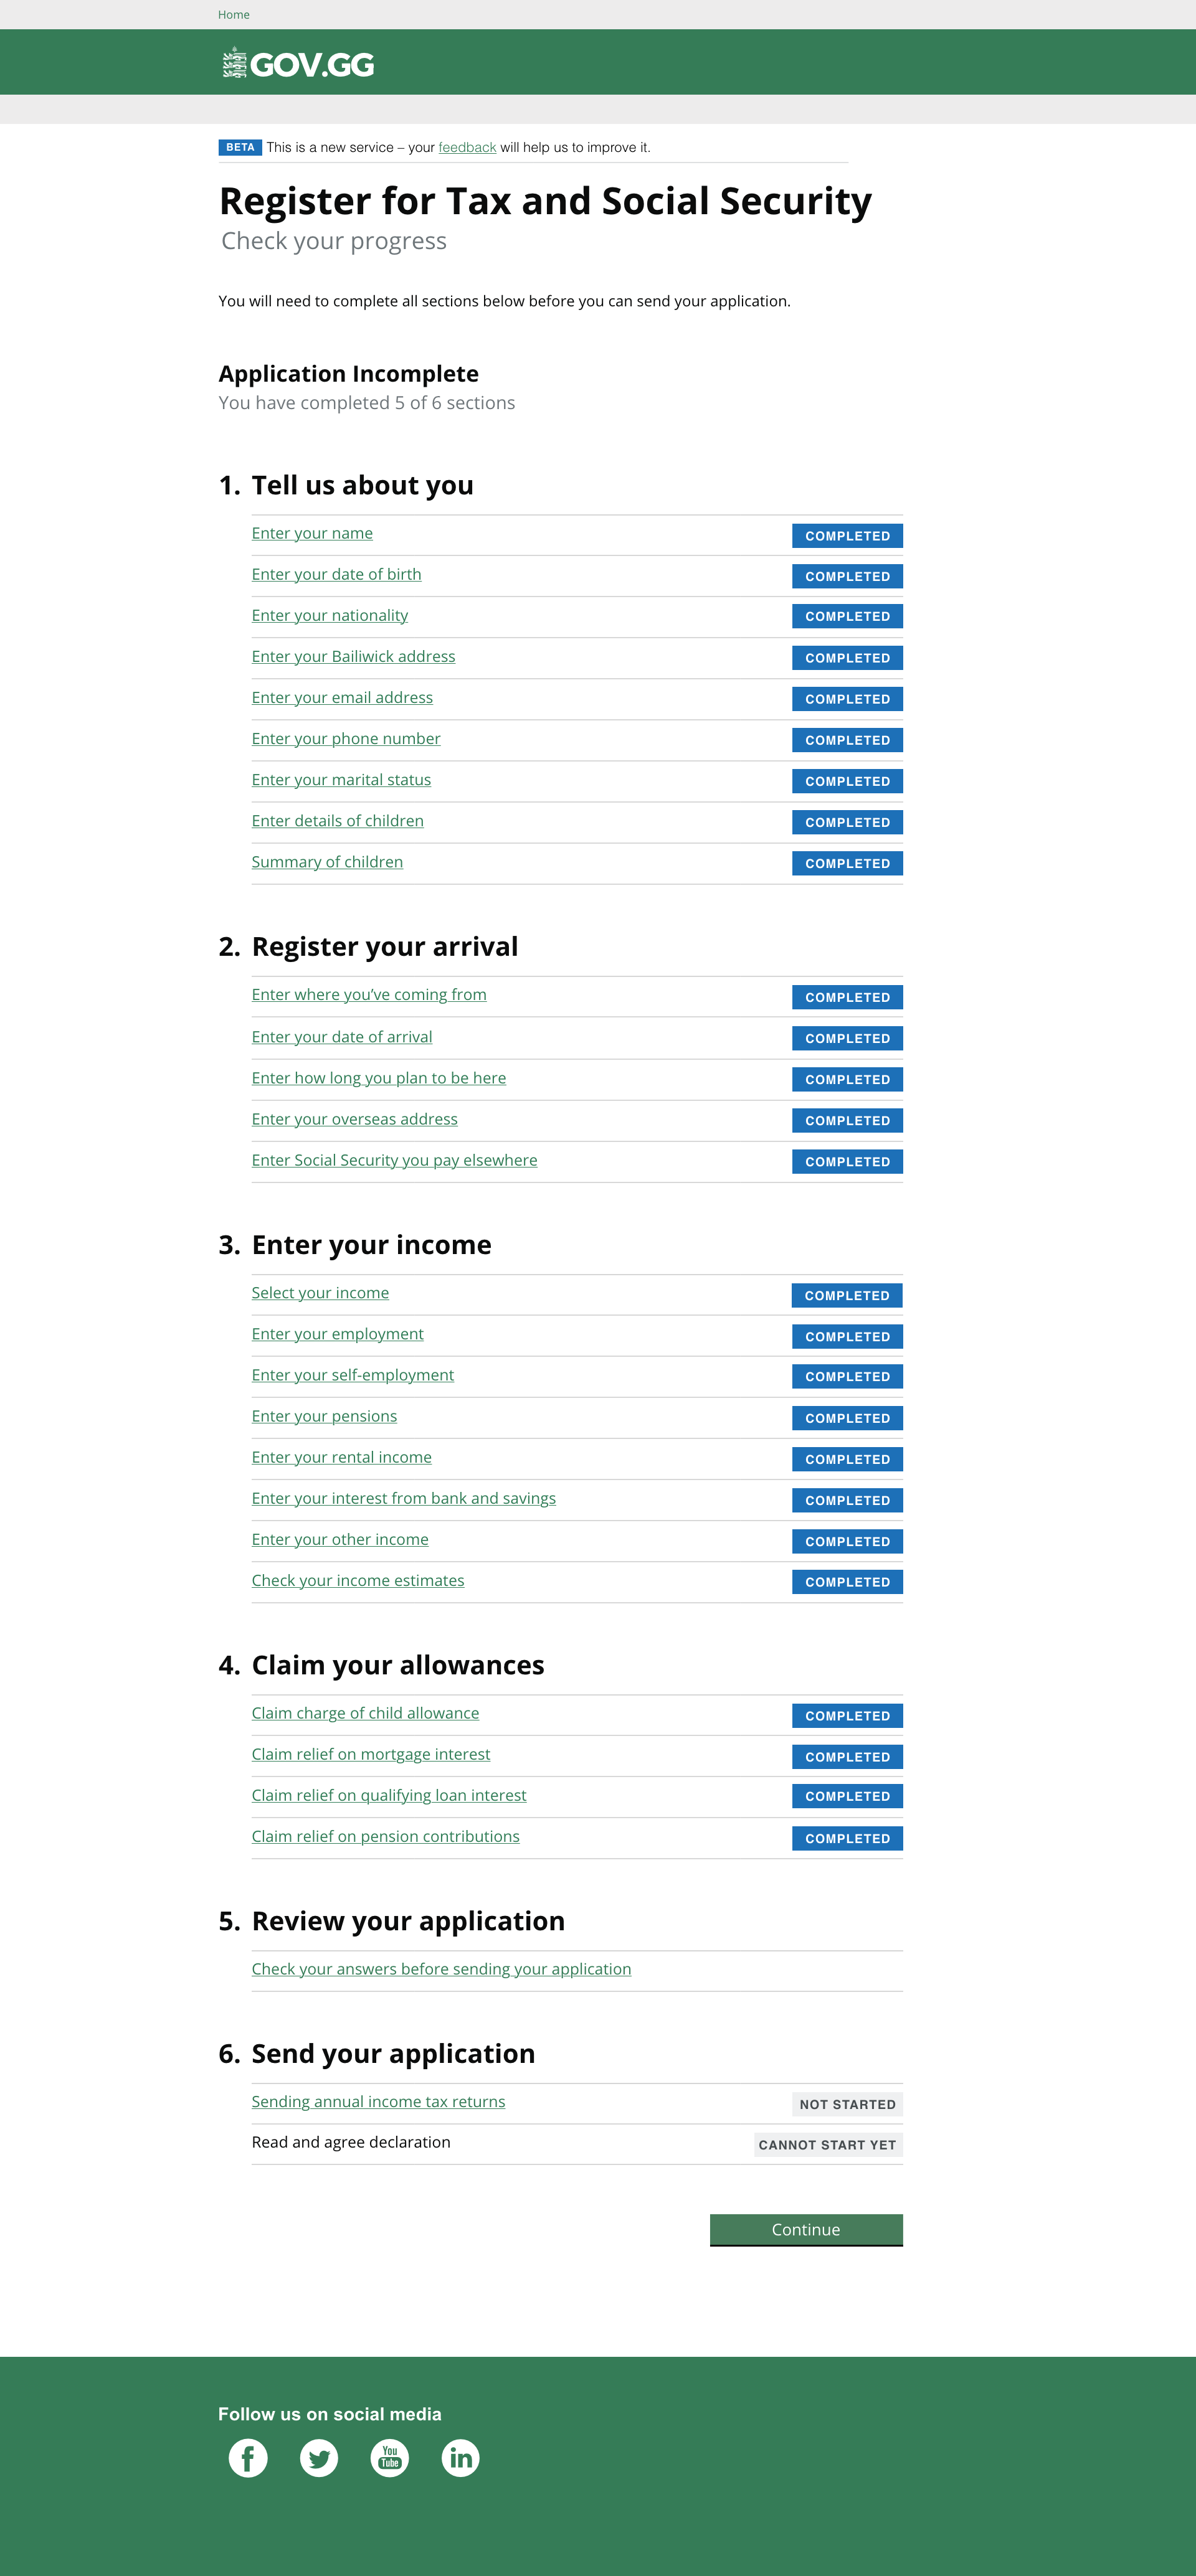 Home
GOV.GG
BETA This is a new service – your feedback will help us to improve it.
Register for Tax and Social Security
Check your progress
You will need to complete all sections below before you can send your application.
Application Incomplete
You have completed 5 of 6 sections
1. Tell us about you
Enter your name COMPLETED
Enter your date of birth COMPLETED
Enter your nationality COMPLETED
Enter your Bailiwick address COMPLETED
Enter your email address COMPLETED
Enter your phone number COMPLETED
Enter your marital status COMPLETED
Enter details of children COMPLETED
Summary of children COMPLETED
2. Register your arrival
Enter where you’ve coming from COMPLETED
Enter your date of arrival COMPLETED
Enter how long you plan to be here COMPLETED
Enter your overseas address COMPLETED
Enter Social Security you pay elsewhere COMPLETED
3. Enter your income
Select your income COMPLETED
Enter your employment COMPLETED
Enter your self-employment COMPLETED
Enter your pensions COMPLETED
Enter your rental income COMPLETED
Enter your interest from bank and savings COMPLETED
Enter your other income COMPLETED
Check your income estimates COMPLETED
4. Claim your allowances
Claim charge of child allowance COMPLETED
Claim relief on mortgage interest COMPLETED
Claim relief on qualifying loan interest COMPLETED
Claim relief on pension contributions COMPLETED
5. Review your application
Check your answers before sending your application
6. Send your application
Sending annual income tax returns NOT STARTED
Read and agree declaration CANNOT START YET
Continue
Follow us on social media
You
Tube
in